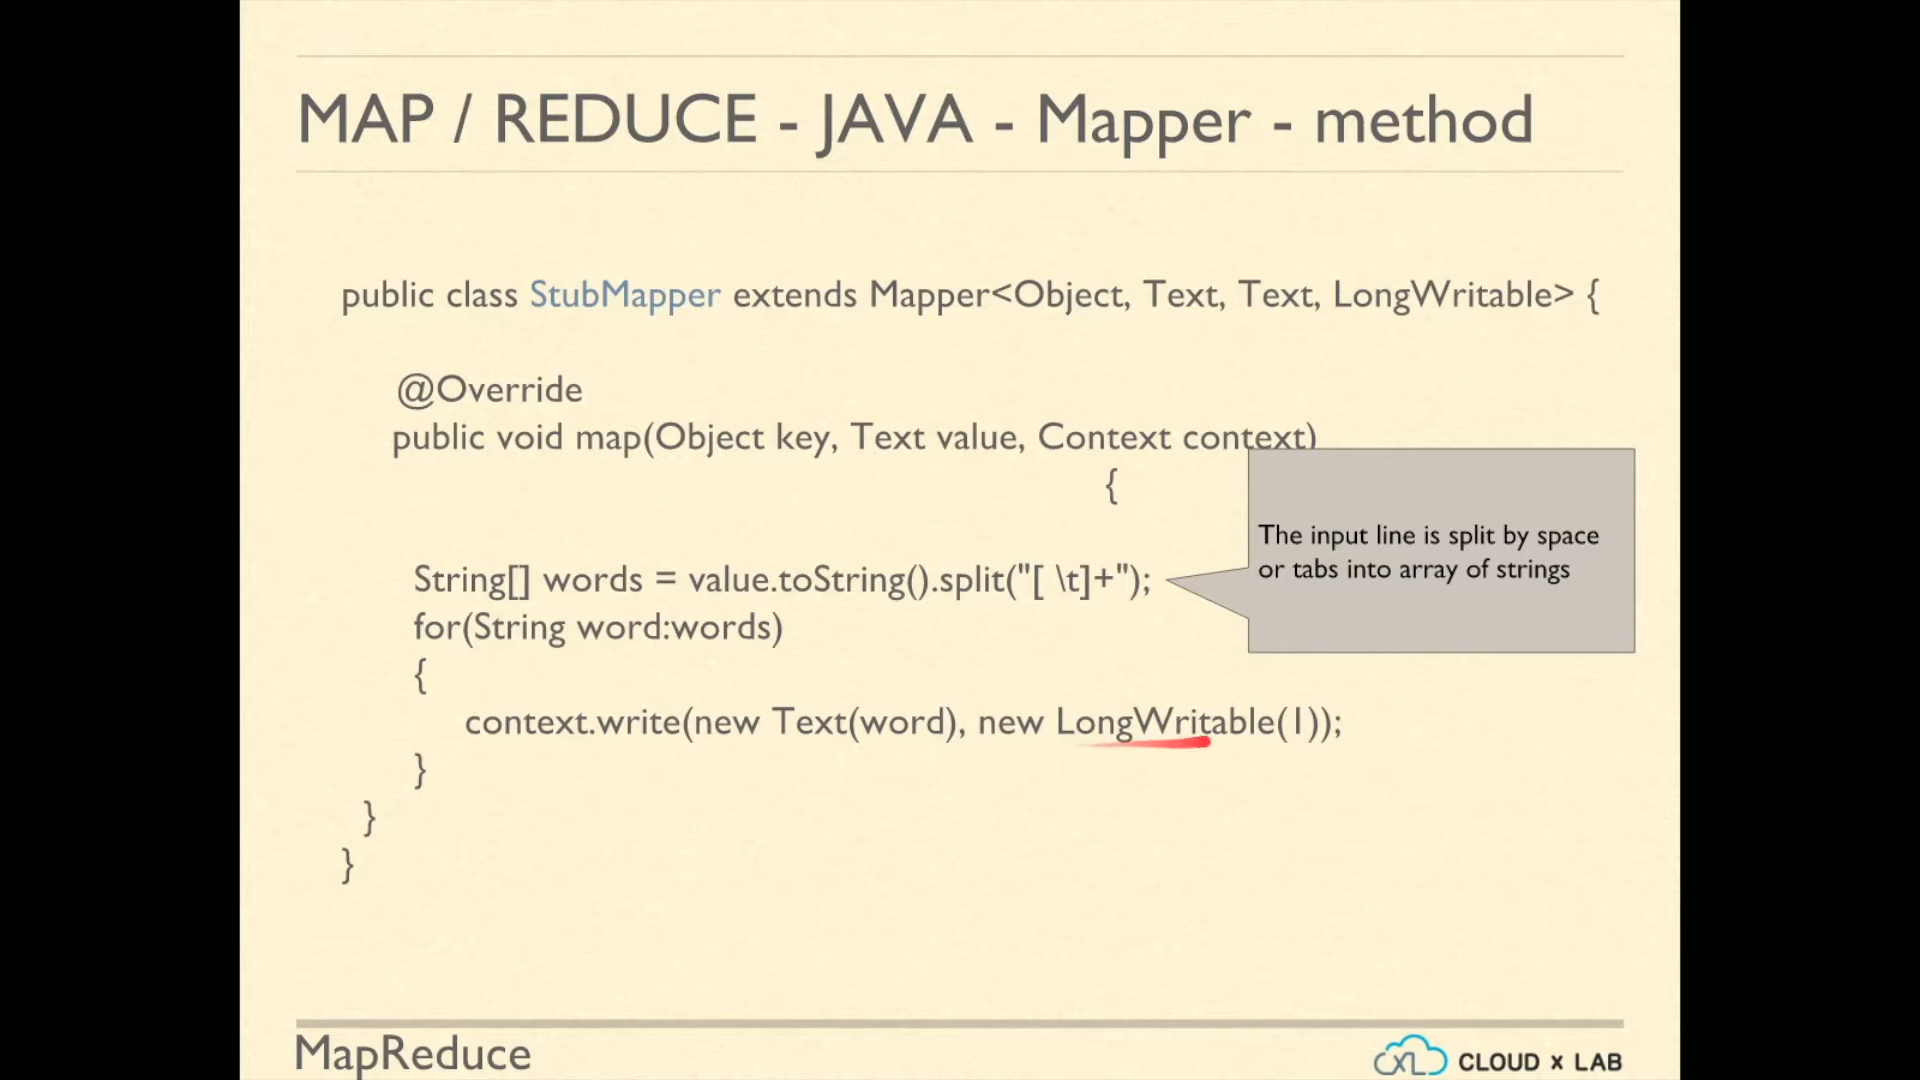 MAP / REDUCE - JAVA - Mapper - method
public class StubMapper extends Mapper<Object, Text, Text, LongWritable> {
@Override
public void map(Object key, Text value, Context context)
{
The input line is split by space
or tabs into array of strings
String[] words = value.toString().split("[ \t]+");
for(String word:words)
{
context.write(new Text(word), new LongWritable(1));
}
}
}
MapReduce
CXL CLOUD x LAB